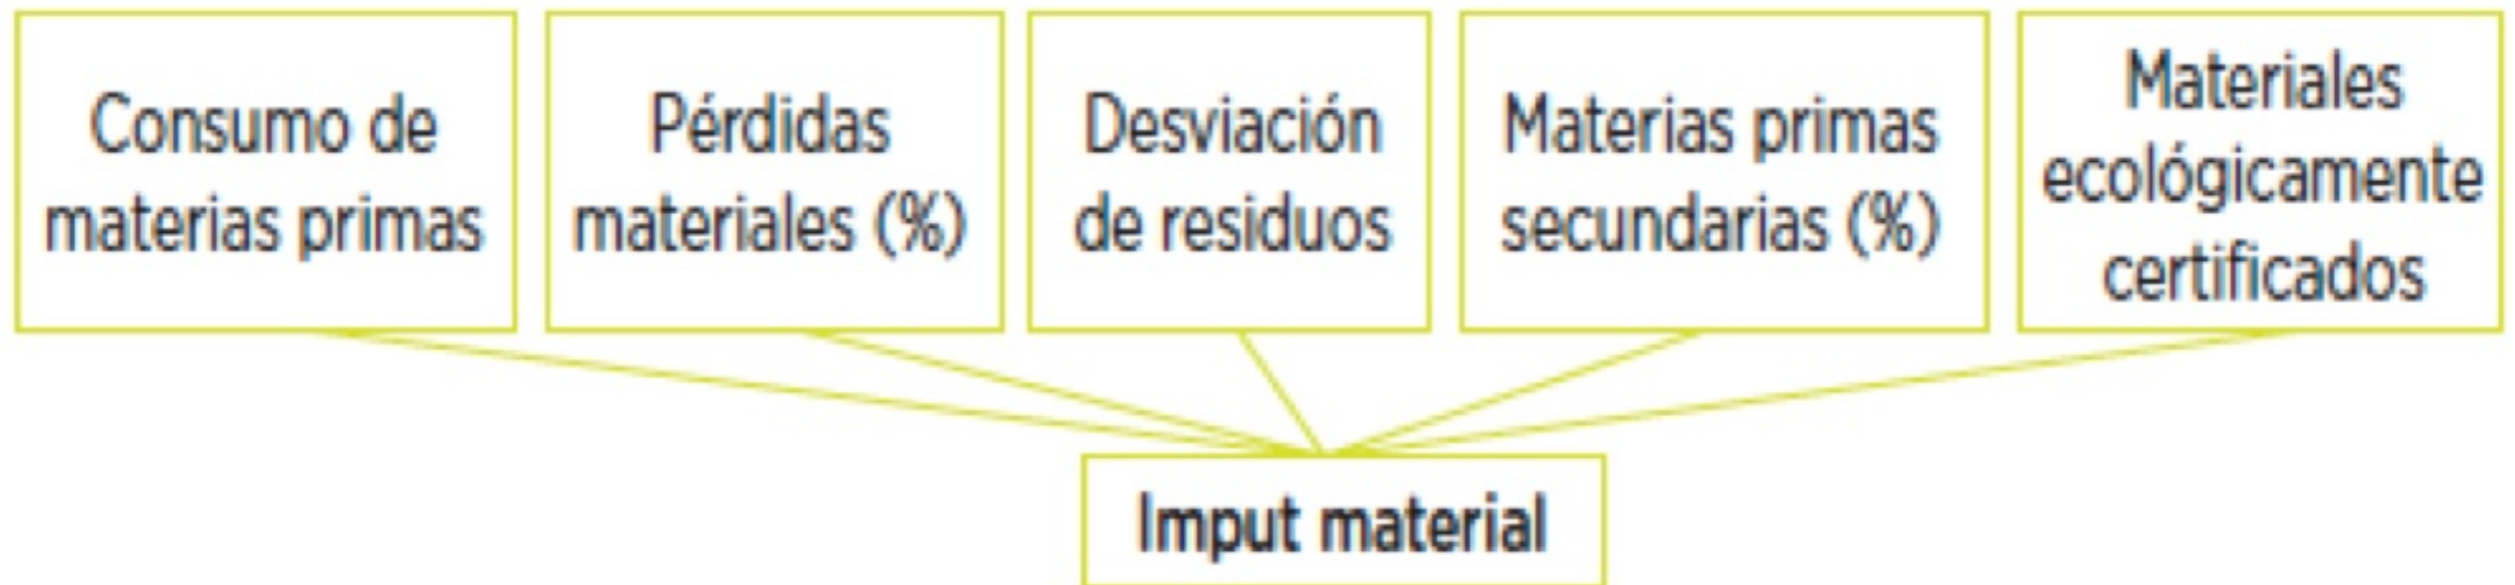 Consumo de
materias primas
Pérdidas
materiales (%)
Desviación
de residuos
Materias primas
secundarias (%)
Materiales
ecológicamente
certificados
Imput material